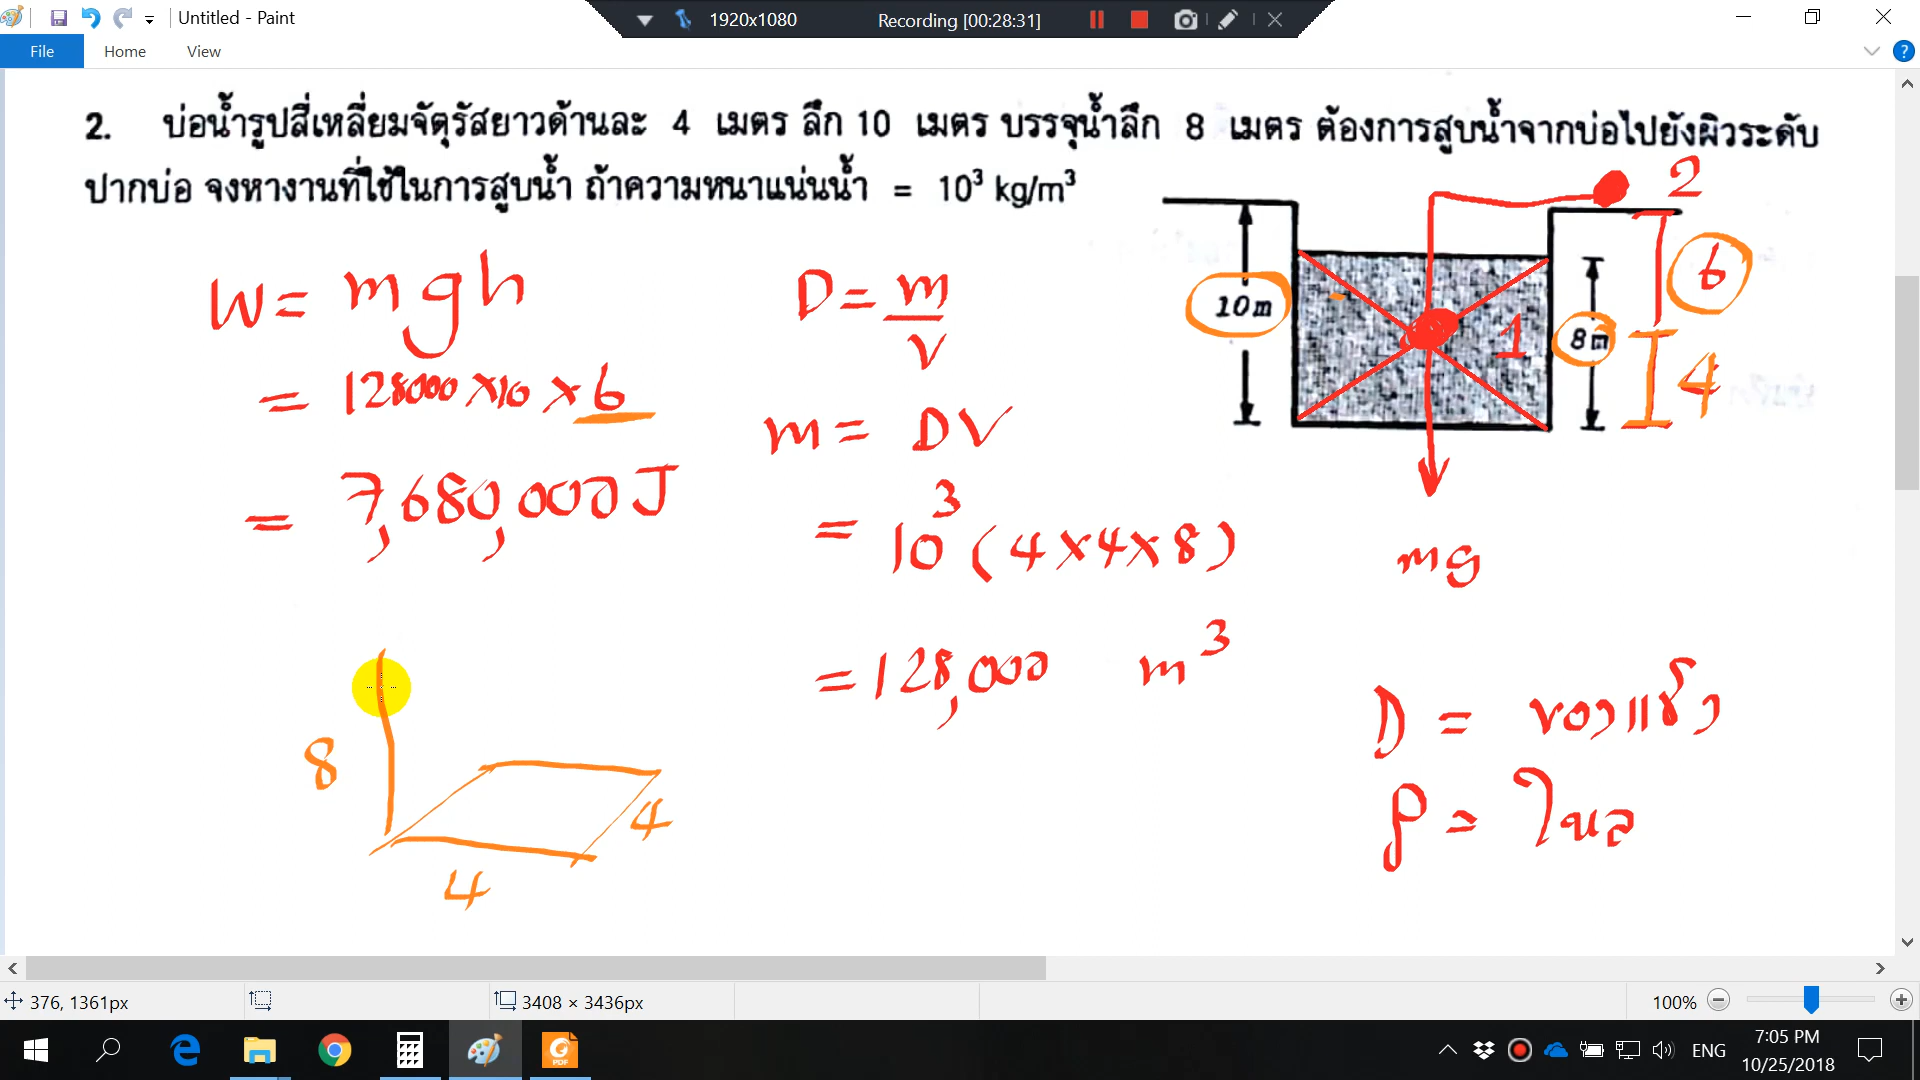 Untitled - Paint
1920x1080 Recording [00:28:31]
File Home View
2. บ่อน้ำรูปสี่เหลี่ยมจัตุรัสยาวด้านละ 4 เมตร ลึก 10 เมตร บรรจุน้ำลึก 8 เมตร ต้องการสูบน้ำจากบ่อไปยังผิวระดับ
ปากบ่อ จงหางานที่ใช้ในการสูบน้ำ ถ้าความหนาแน่นน้ำ = 10³ kg/m³
2
W = mgh
D = m/V
10m
1
8m
6
= 128000 × 10 × 6
4
m = DV
= 7,680,000 J
= 10³ (4×4×8)
mg
= 128,000 m³
D = ของแข็ง
8
4
ρ = ไหล
4
376, 1361px
3408 × 3436px
100%
ENG
7:05 PM
10/25/2018
PDF